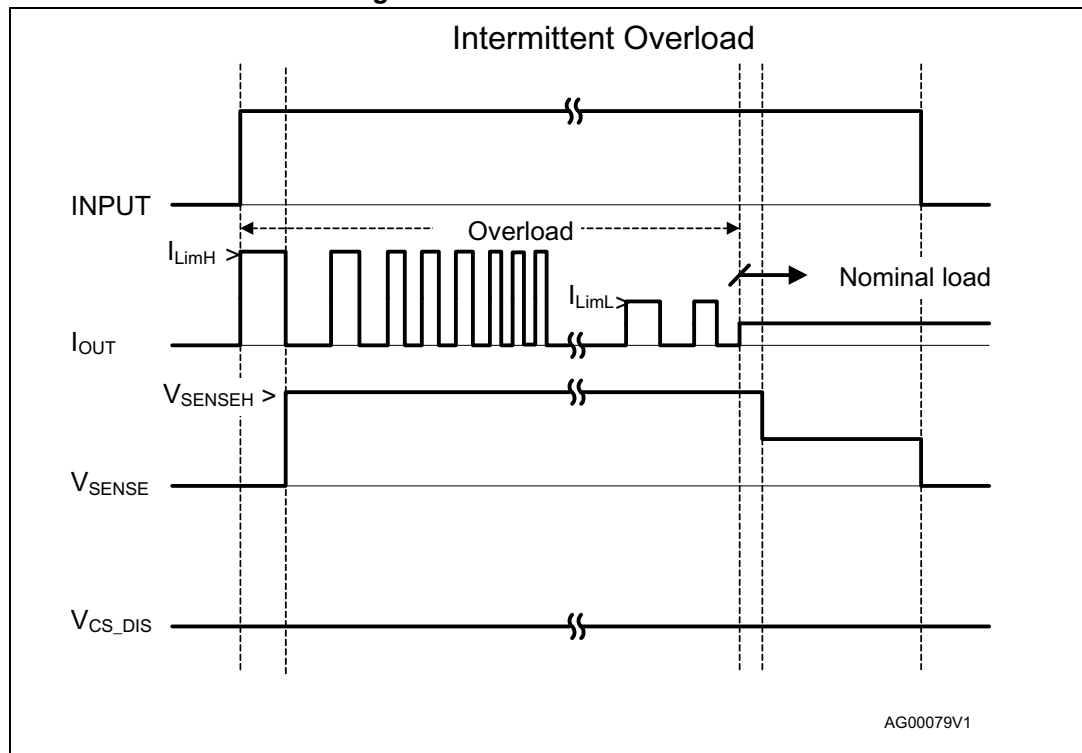 Intermittent Overload
INPUT
Overload
I_LimH >
I_LimL >
Nominal load
I_OUT
V_SENSEH >
V_SENSE
V_CS_DIS
AG00079V1